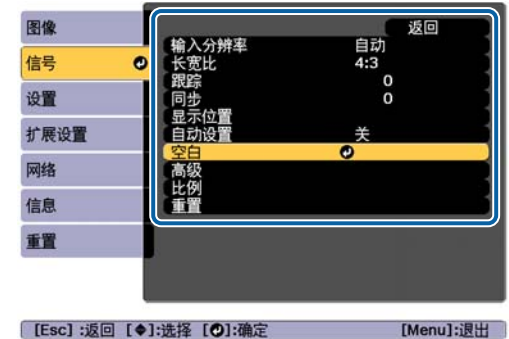 图像
信号
设置
扩展设置
网络
信息
重置
返回
输入分辨率 自动
长宽比 4:3
跟踪 0
同步 0
显示位置
自动设置 关
空白
高级
比例
重置
[Esc] :返回 [◆]:选择 [⏎]:确定 [Menu]:退出